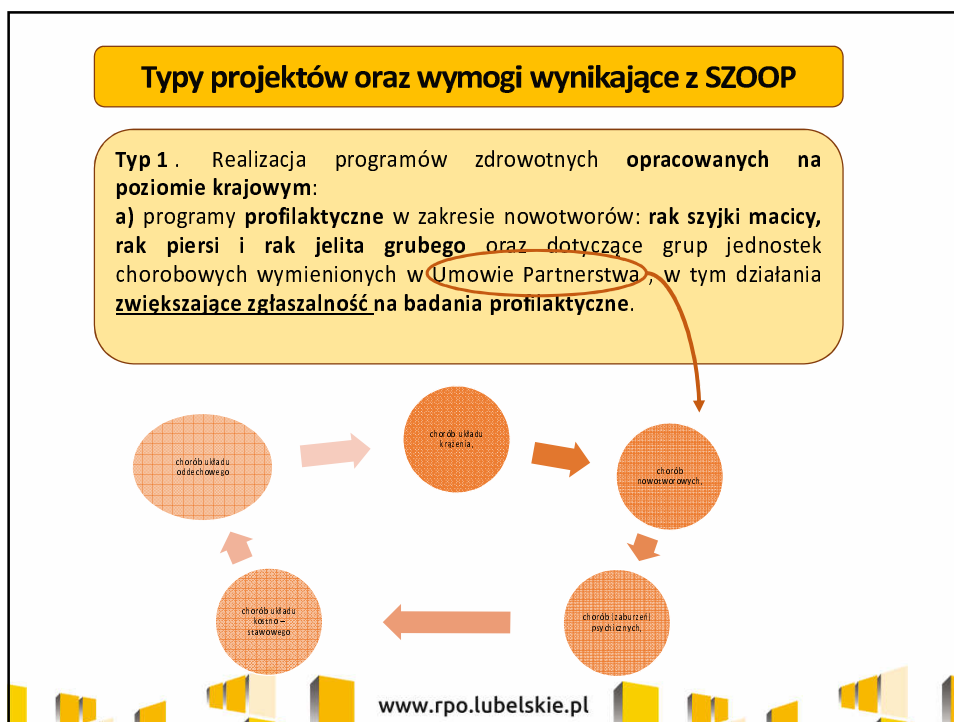 Typy projektów oraz wymogi wynikające z SZOOP
Typ 1 . Realizacja programów zdrowotnych opracowanych na
poziomie krajowym:
a) programy profilaktyczne w zakresie nowotworów: rak szyjki macicy,
rak piersi i rak jelita grubego oraz dotyczące grup jednostek
chorobowych wymienionych w Umowie Partnerstwa , w tym działania
zwiększające zgłaszalność na badania profilaktyczne.
chorób układu
krążenia,
chorób
nowotworowych,
chorób (zaburzeń)
psychicznych,
chorób układu
kostno –
stawowego
chorób układu
oddechowego
www.rpo.lubelskie.pl